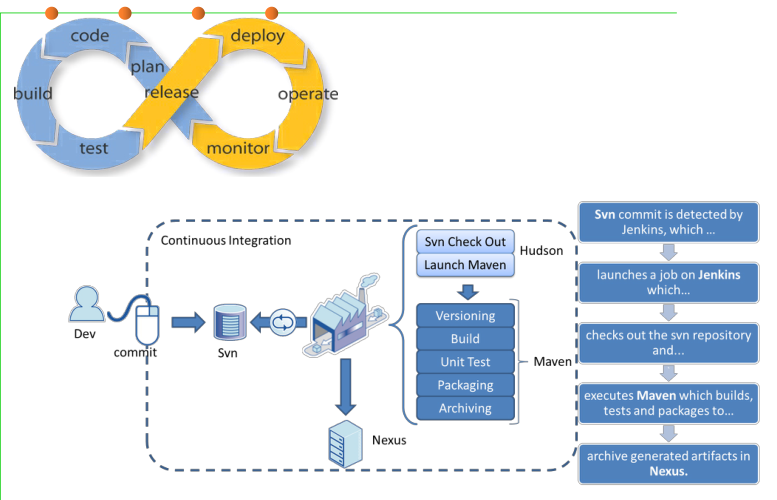 code
deploy
plan
build
release
operate
test
monitor
Continuous Integration
Svn Check Out
Launch Maven
Hudson
Dev
commit
Svn
Versioning
Build
Unit Test
Packaging
Archiving
Maven
Nexus
Svn commit is detected by
Jenkins, which ...
launches a job on Jenkins
which...
checks out the svn repository
and...
executes Maven which builds,
tests and packages to...
archive generated artifacts in
Nexus.